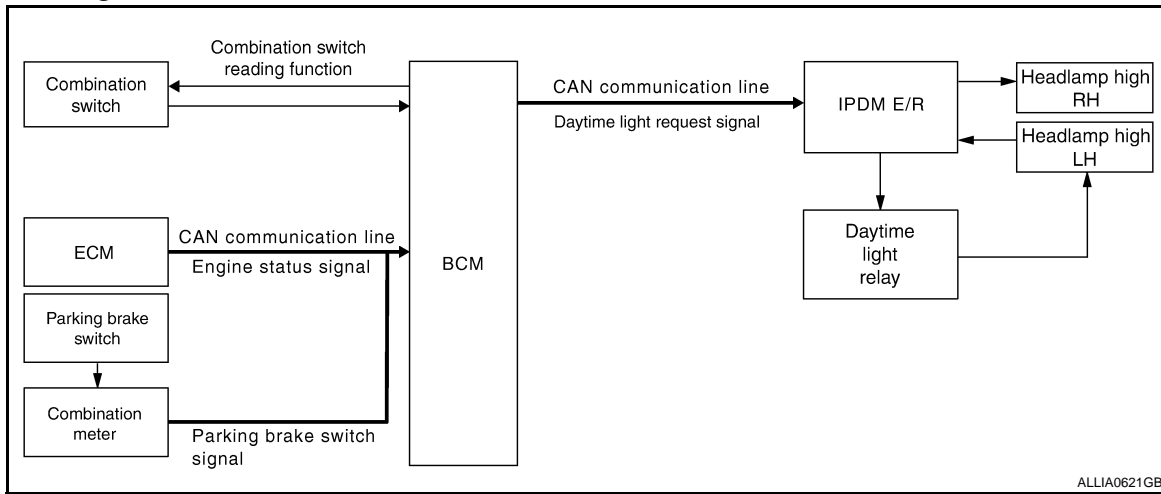 Combination switch
reading function
Combination
switch
CAN communication line
Daytime light request signal
IPDM E/R
Headlamp high
RH
Headlamp high
LH
ECM
CAN communication line
Engine status signal
BCM
Daytime
light
relay
Parking brake
switch
Combination
meter
Parking brake switch
signal
ALLIA0621GB